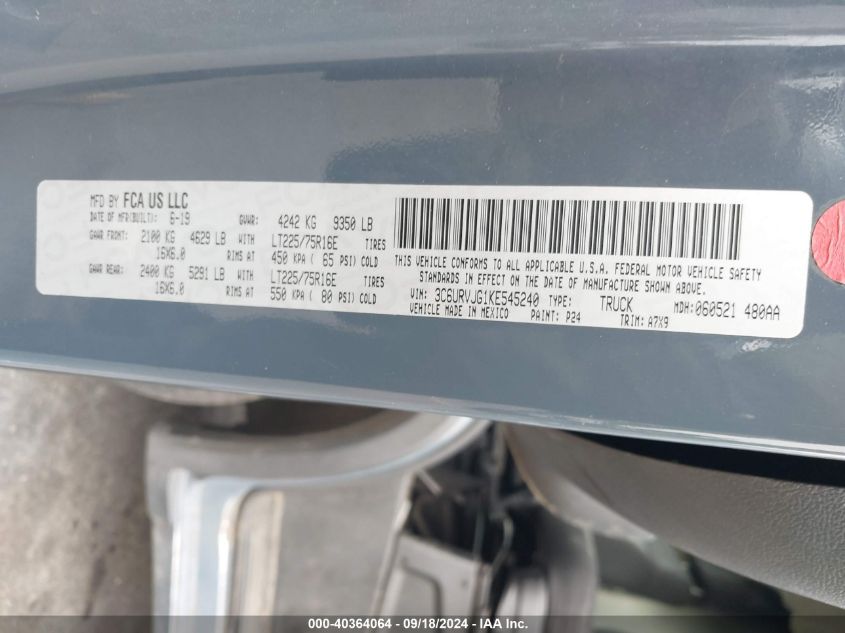 MFD BY FCA US LLC
DATE OF MFR(BUILT): 6-19 GVWR: 4242 KG 9350 LB
GAWR FRONT: 2100 KG 4629 LB WITH LT225/75R16E TIRES
16X6.0 RIMS AT 450 KPA ( 65 PSI) COLD
GAWR REAR: 2400 KG 5291 LB WITH LT225/75R16E TIRES
16X6.0 RIMS AT 550 KPA ( 80 PSI) COLD
THIS VEHICLE CONFORMS TO ALL APPLICABLE U.S.A. FEDERAL MOTOR VEHICLE SAFETY
STANDARDS IN EFFECT ON THE DATE OF MANUFACTURE SHOWN ABOVE.
VIN: 3C6URVJG1KE545240 TYPE: TRUCK MDH:060521 480AA
VEHICLE MADE IN MEXICO PAINT: P24 TRIM: A7X9
000-40364064 / 09/18/2024 - IAA Inc.